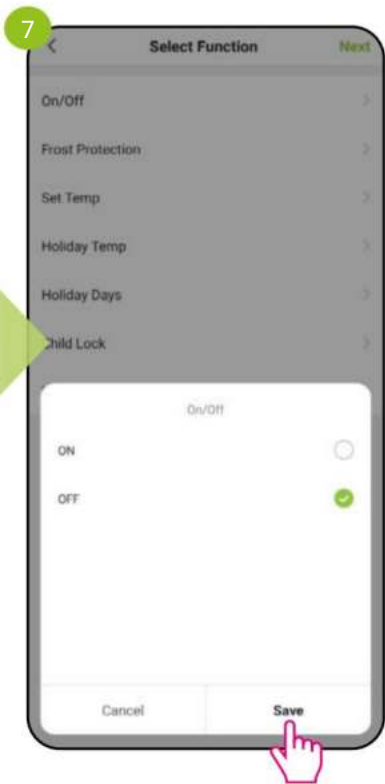 7
Select Function
Next
On/Off
Frost Protection
Set Temp
Holiday Temp
Holiday Days
Child Lock
On/Off
ON
OFF
Cancel
Save